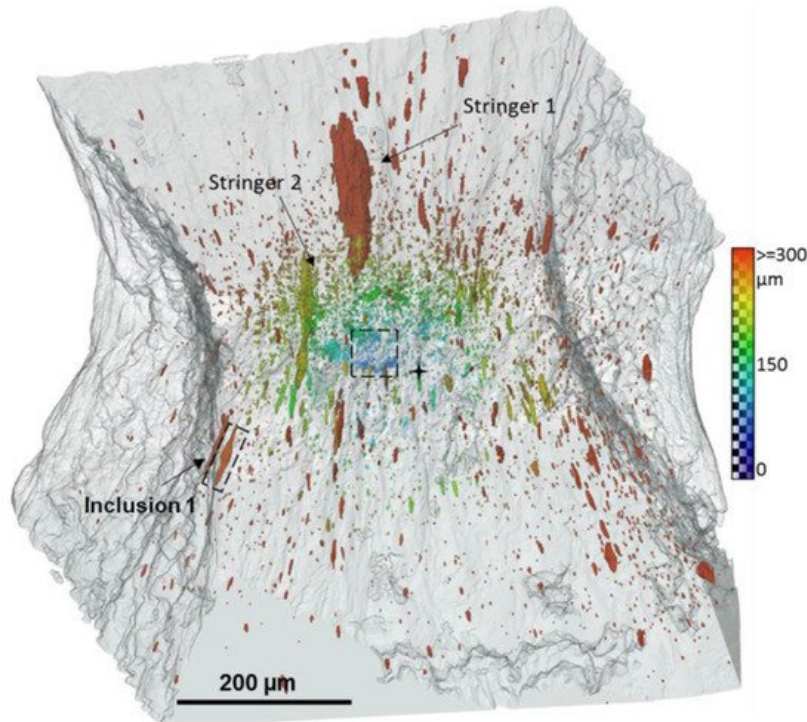 Stringer 1
Stringer 2
>=300
μm
150
0
Inclusion 1
200 μm